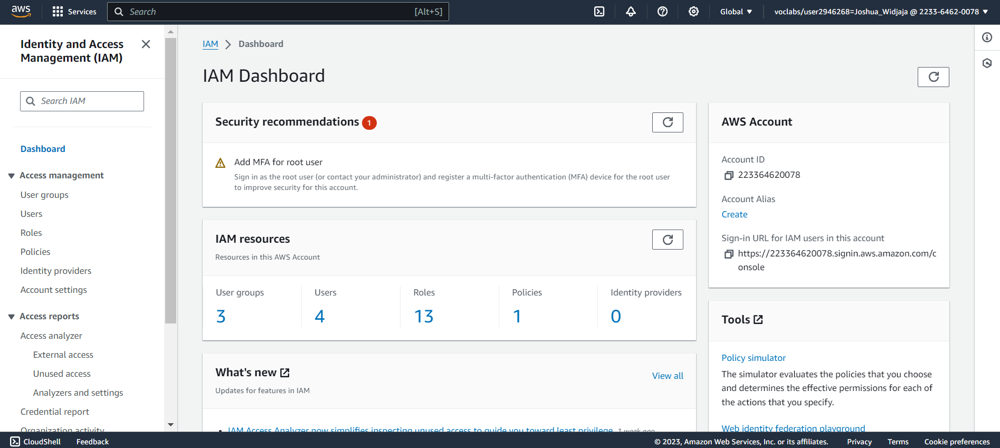 aws
Services
Search
[Alt+S]
Global
voclabs/user2946268=Joshua_Widjaja @ 2233-6462-0078
Identity and Access
Management (IAM)
Search IAM
Dashboard
Access management
User groups
Users
Roles
Policies
Identity providers
Account settings
Access reports
Access analyzer
External access
Unused access
Analyzers and settings
Credential report
Organization activity
IAM
Dashboard
IAM Dashboard
Security recommendations 1
Add MFA for root user
Sign in as the root user (or contact your administrator) and register a multi-factor authentication (MFA) device for the root user
to improve security for this account.
IAM resources
Resources in this AWS Account
User groups
3
Users
4
Roles
13
Policies
1
Identity providers
0
What's new
View all
Updates for features in IAM
IAM Access Analyzer now simplifies inspecting unused access to guide you toward least privilege 1 week ago
AWS Account
Account ID
223364620078
Account Alias
Create
Sign-in URL for IAM users in this account
https://223364620078.signin.aws.amazon.com/c
onsole
Tools
Policy simulator
The simulator evaluates the policies that you choose
and determines the effective permissions for each of
the actions that you specify.
Web identity federation playground
CloudShell
Feedback
© 2023, Amazon Web Services, Inc. or its affiliates.
Privacy
Terms
Cookie preferences